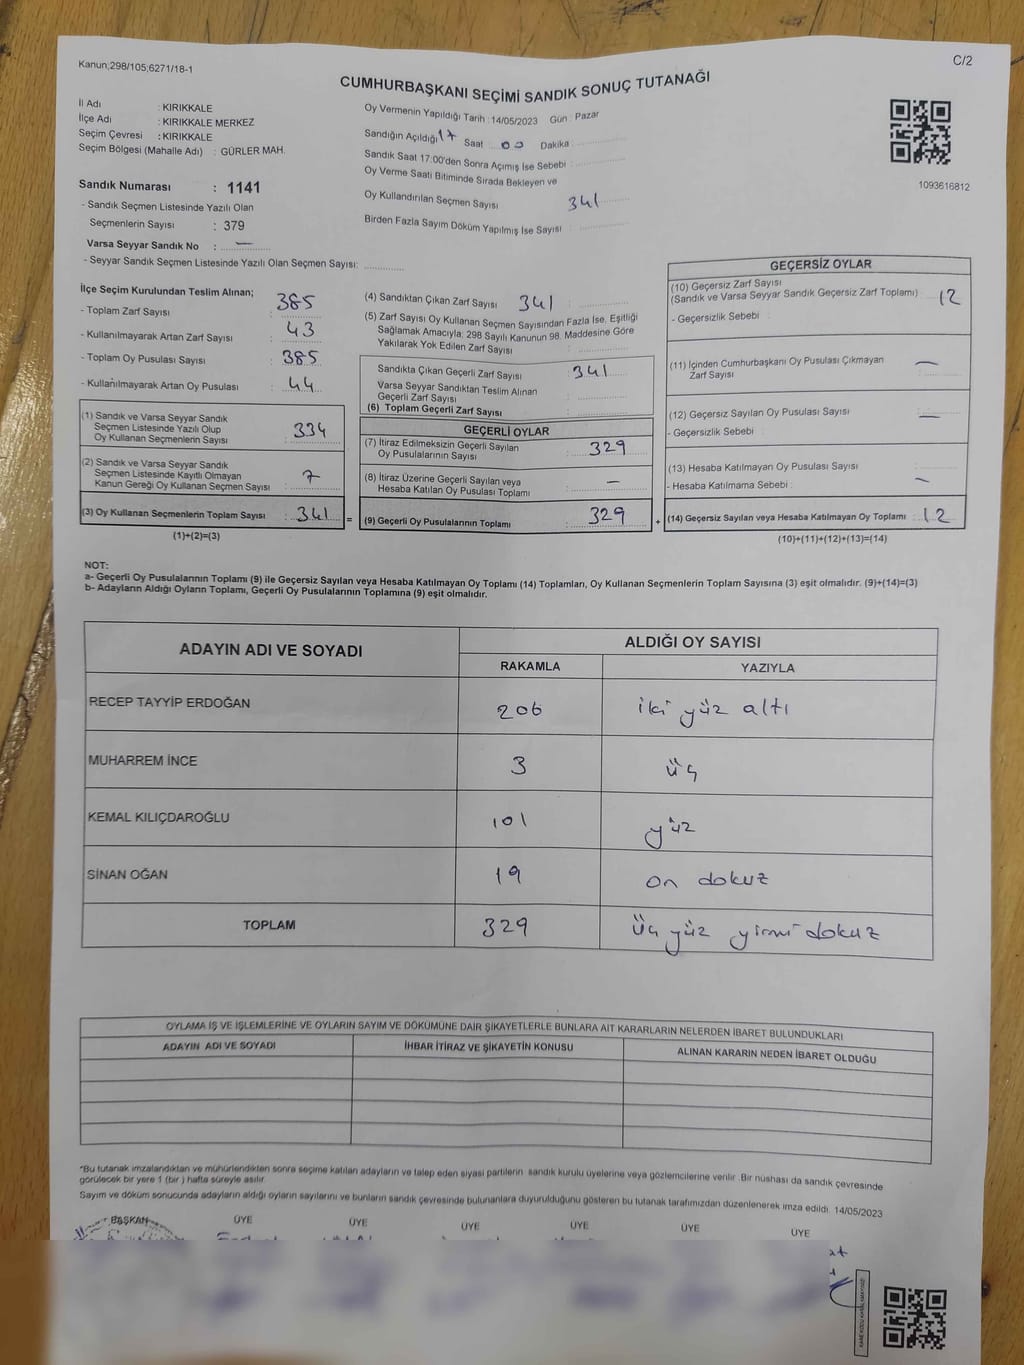 Kanun;298/105;6271/18-1
C/2
CUMHURBAŞKANI SEÇİMİ SANDIK SONUÇ TUTANAĞI
İl Adı : KIRIKKALE
İlçe Adı : KIRIKKALE MERKEZ
Seçim Çevresi : KIRIKKALE
Seçim Bölgesi (Mahalle Adı) : GÜRLER MAH.
Sandık Numarası : 1141
- Sandık Seçmen Listesinde Yazılı Olan
Seçmenlerin Sayısı : 379
Varsa Seyyar Sandık No : —
- Seyyar Sandık Seçmen Listesinde Yazılı Olan Seçmen Sayısı: ............
Oy Vermenin Yapıldığı Tarih : 14/05/2023 Gün : Pazar
Sandığın Açıldığı 17 Saat 00 Dakika :
Sandık Saat 17:00'den Sonra Açımış İse Sebebi :
Oy Verme Saati Bitiminde Sırada Bekleyen ve
Oy Kullandırılan Seçmen Sayısı 341
Birden Fazla Sayım Döküm Yapılmış İse Sayısı :
1093616812
İlçe Seçim Kurulundan Teslim Alınan;
- Toplam Zarf Sayısı : 385
- Kullanılmayarak Artan Zarf Sayısı : 43
- Toplam Oy Pusulası Sayısı : 385
- Kullanılmayarak Artan Oy Pusulası : 44
(1) Sandık ve Varsa Seyyar Sandık
Seçmen Listesinde Yazılı Olup
Oy Kullanan Seçmenlerin Sayısı : 334
(2) Sandık ve Varsa Seyyar Sandık
Seçmen Listesinde Kayıtlı Olmayan
Kanun Gereği Oy Kullanan Seçmen Sayısı : 7
(3) Oy Kullanan Seçmenlerin Toplam Sayısı : 341 =
(1)+(2)=(3)
(4) Sandıktan Çıkan Zarf Sayısı 341
(5) Zarf Sayısı Oy Kullanan Seçmen Sayısından Fazla İse, Eşitliği
Sağlamak Amacıyla; 298 Sayılı Kanunun 98. Maddesine Göre
Yakılarak Yok Edilen Zarf Sayısı :
Sandıkta Çıkan Geçerli Zarf Sayısı : 341
Varsa Seyyar Sandıktan Teslim Alınan
Geçerli Zarf Sayısı :
(6) Toplam Geçerli Zarf Sayısı :
GEÇERLİ OYLAR
(7) İtiraz Edilmeksizin Geçerli Sayılan
Oy Pusulalarının Sayısı : 329
(8) İtiraz Üzerine Geçerli Sayılan veya
Hesaba Katılan Oy Pusulası Toplamı : —
(9) Geçerli Oy Pusulalarının Toplamı : 329 +
GEÇERSİZ OYLAR
(10) Geçersiz Zarf Sayısı
(Sandık ve Varsa Seyyar Sandık Geçersiz Zarf Toplamı) : 12
- Geçersizlik Sebebi :
(11) İçinden Cumhurbaşkanı Oy Pusulası Çıkmayan
Zarf Sayısı : —
(12) Geçersiz Sayılan Oy Pusulası Sayısı : —
- Geçersizlik Sebebi :
(13) Hesaba Katılmayan Oy Pusulası Sayısı :
- Hesaba Katılmama Sebebi : —
(14) Geçersiz Sayılan veya Hesaba Katılmayan Oy Toplamı : 12
(10)+(11)+(12)+(13)=(14)
NOT:
a- Geçerli Oy Pusulalarının Toplamı (9) ile Geçersiz Sayılan veya Hesaba Katılmayan Oy Toplamı (14) Toplamları, Oy Kullanan Seçmenlerin Toplam Sayısına (3) eşit olmalıdır. (9)+(14)=(3)
b- Adayların Aldığı Oyların Toplamı, Geçerli Oy Pusulalarının Toplamına (9) eşit olmalıdır.
ADAYIN ADI VE SOYADI
ALDIĞI OY SAYISI
RAKAMLA YAZIYLA
RECEP TAYYİP ERDOĞAN 206 iki yüz altı
MUHARREM İNCE 3 üç
KEMAL KILIÇDAROĞLU 101 yüz
SİNAN OĞAN 19 on dokuz
TOPLAM 329 üç yüz yirmi dokuz
OYLAMA İŞ VE İŞLEMLERİNE VE OYLARIN SAYIM VE DÖKÜMÜNE DAİR ŞİKAYETLERLE BUNLARA AİT KARARLARIN NELERDEN İBARET BULUNDUKLARI
ADAYIN ADI VE SOYADI İHBAR İTİRAZ VE ŞİKAYETİN KONUSU ALINAN KARARIN NEDEN İBARET OLDUĞU
*Bu tutanak imzalandıktan ve mühürlendikten sonra seçime katılan adayların ve talep eden siyasi partilerin sandık kurulu üyelerine veya gözlemcilerine verilir. Bir nüshası da sandık çevresinde
görülecek bir yere 1 (bir ) hafta süreyle asılır.
Sayım ve döküm sonucunda adayların aldığı oyların sayılarını ve bunların sandık çevresinde bulunanlara duyurulduğunu gösteren bu tutanak tarafımızdan düzenlenerek imza edildi. 14/05/2023
BAŞKAN ÜYE ÜYE ÜYE ÜYE ÜYE ÜYE